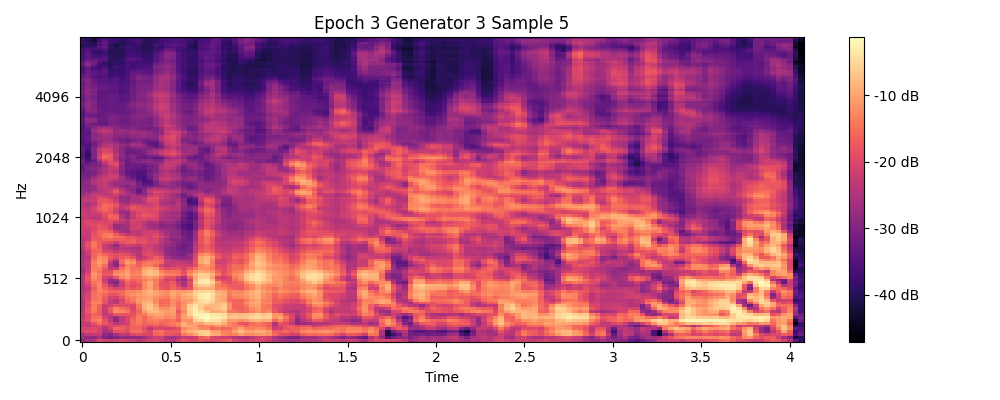 Epoch 3 Generator 3 Sample 5
Hz
4096
2048
1024
512
0
0 0.5 1 1.5 2 2.5 3 3.5 4
Time
-10 dB
-20 dB
-30 dB
-40 dB